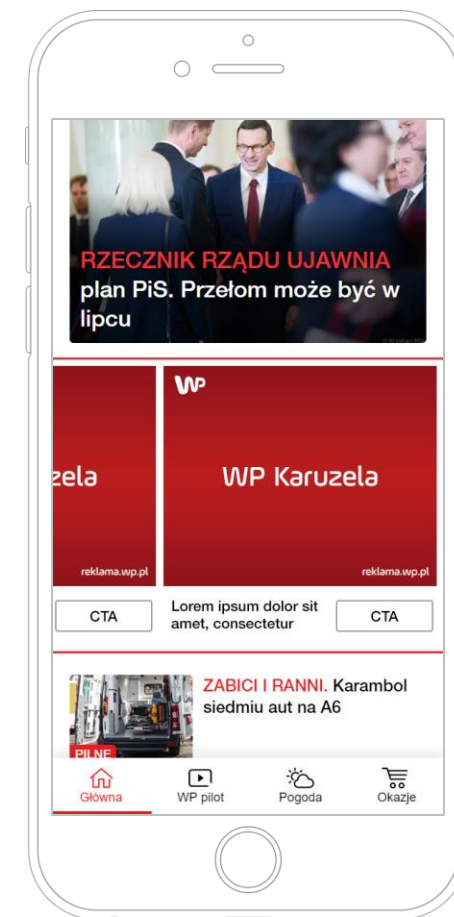 RZECZNIK RZĄDU UJAWNIA
plan PiS. Przełom może być w
lipcu
WP
zela
WP Karuzela
reklama.wp.pl
reklama.wp.pl
CTA
Lorem ipsum dolor sit
amet, consectetur
CTA
ZABICI I RANNI. Karambol
siedmiu aut na A6
PILNE
Główna
WP pilot
Pogoda
Okazje